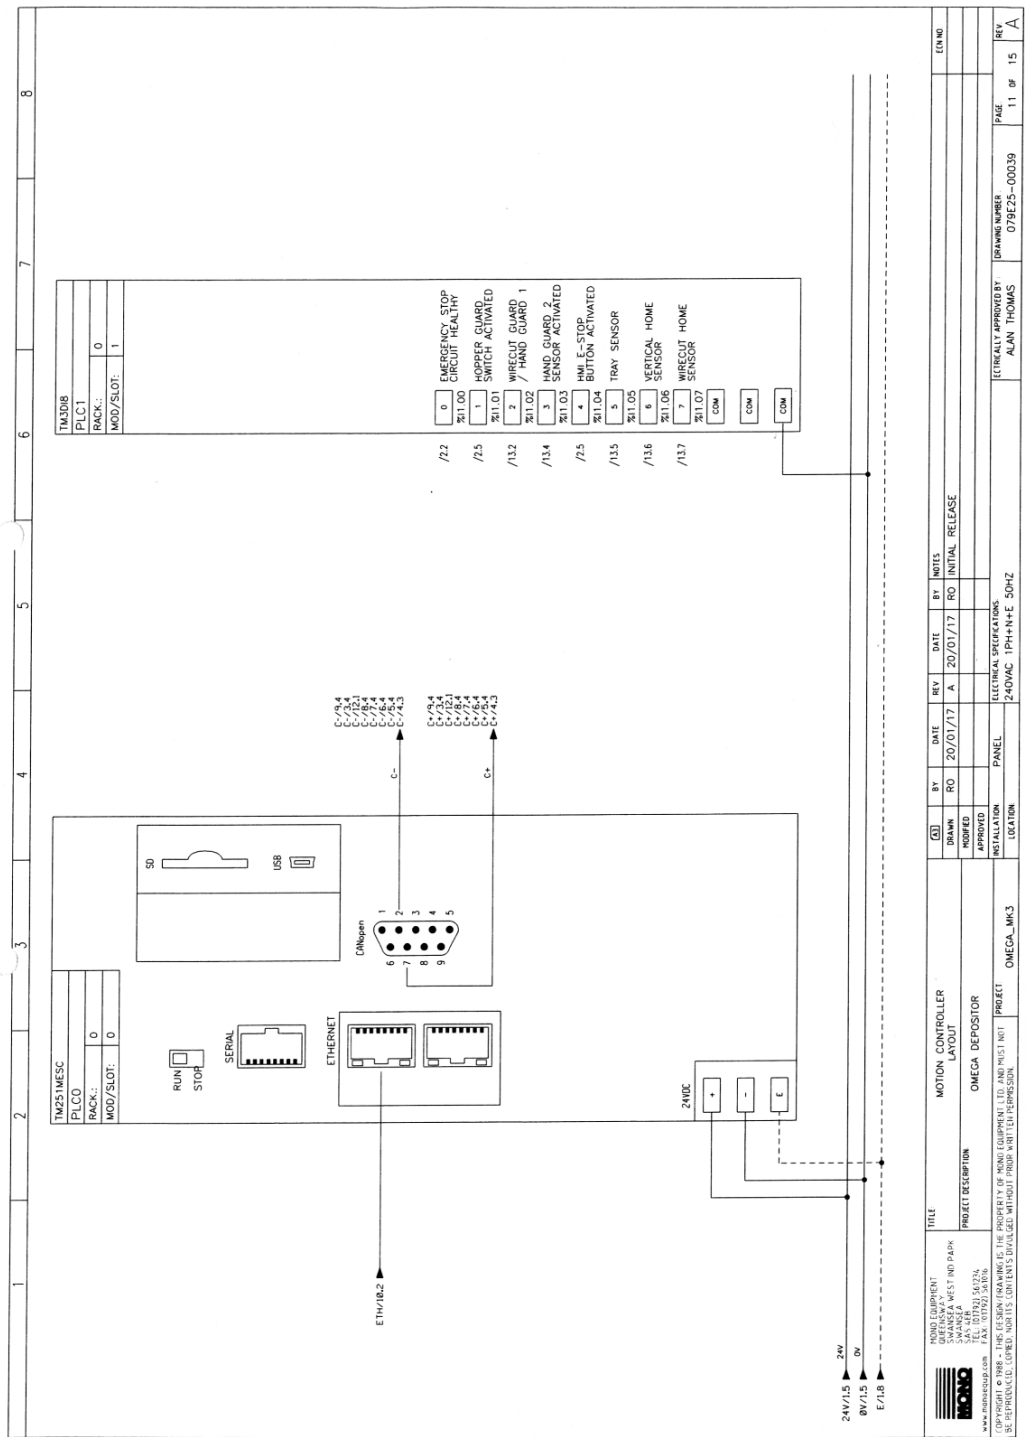 1
2
3
4
5
6
7
8
TM251MESC
PLC0
RACK.: 0
MOD/SLOT: 0
RUN
STOP
SERIAL
ETHERNET
SD
USB
CANopen
6
7
8
9
1
2
3
4
5
24VDC
+
-
E
ETH/10.2
C-
C-/9.4
C-/3.4
C-/12.1
C-/8.4
C-/7.4
C-/6.4
C-/5.4
C-/4.3
C+
C+/9.4
C+/3.4
C+/12.1
C+/8.4
C+/7.4
C+/6.4
C+/5.4
C+/4.3
TM3DI8
PLC1
RACK.: 0
MOD/SLOT: 1
/2.2
0
%I1.00
EMERGENCY STOP
CIRCUIT HEALTHY
/2.5
1
%I1.01
HOPPER GUARD
SWITCH ACTIVATED
/13.2
2
%I1.02
WIRECUT GUARD
/ HAND GUARD 1
/13.4
3
%I1.03
HAND GUARD 2
SENSOR ACTIVATED
/2.5
4
%I1.04
HMI E-STOP
BUTTON ACTIVATED
/13.5
5
%I1.05
TRAY SENSOR
/13.6
6
%I1.06
VERTICAL HOME
SENSOR
/13.7
7
%I1.07
WIRECUT HOME
SENSOR
COM
COM
COM
24V/1.5
24V
0V/1.5
0V
E/1.8
MONO
www.monoequip.com
MONO EQUIPMENT
QUEENSWAY
SWANSEA WEST IND PARK
SWANSEA
SA5 4EB
TEL: (01792) 561234
FAX: (01792) 561016
COPYRIGHT © 1988 - THIS DESIGN/DRAWING IS THE PROPERTY OF MONO EQUIPMENT LTD. AND MUST NOT
BE REPRODUCED, COPIED, NOR ITS CONTENTS DIVULGED WITHOUT PRIOR WRITTEN PERMISSION.
TITLE
MOTION CONTROLLER
LAYOUT
PROJECT DESCRIPTION:
OMEGA DEPOSITOR
PROJECT
OMEGA_MK3
A3 BY DATE REV DATE BY NOTES ECN NO
DRAWN RO 20/01/17 A 20/01/17 RO INITIAL RELEASE
MODIFIED
APPROVED
INSTALLATION: PANEL
LOCATION:
ELECTRICAL SPECIFICATIONS:
240VAC 1PH+N+E 50HZ
ECTRICALLY APPROVED BY:
ALAN THOMAS
DRAWING NUMBER:
079E25-00039
PAGE
11 OF 15
REV
A